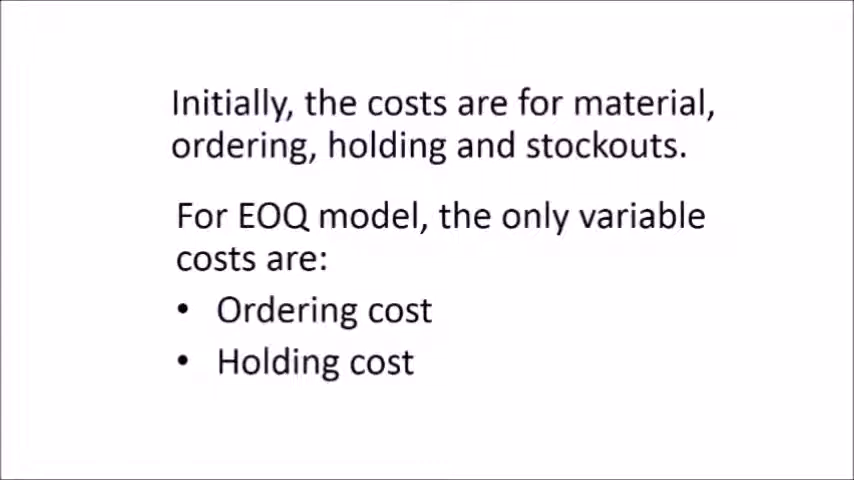 Initially, the costs are for material,
ordering, holding and stockouts.
For EOQ model, the only variable
costs are:
• Ordering cost
• Holding cost